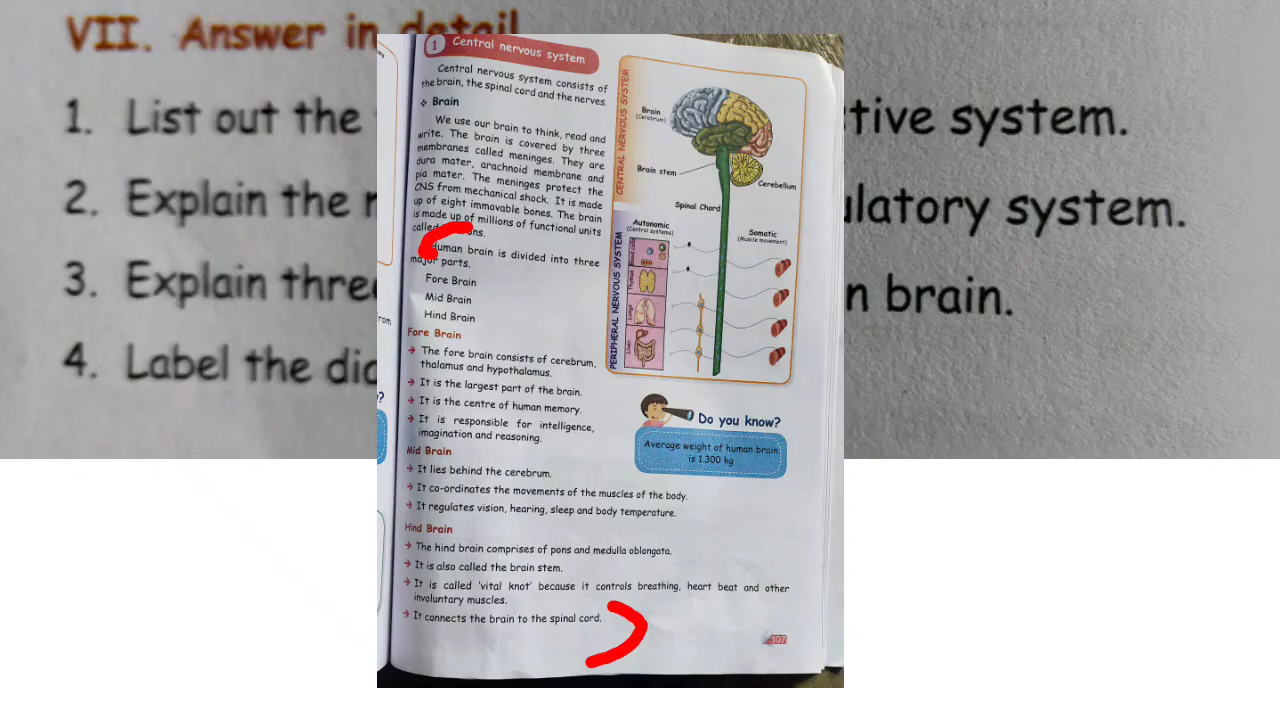 VII. Answer in detail
1. List out the
tive system.
2. Explain the
ulatory system.
3. Explain three
n brain.
4. Label the dia
1 Central nervous system
Central nervous system consists of
the brain, the spinal cord and the nerves.
❖ Brain
We use our brain to think, read and
write. The brain is covered by three
membranes called meninges. They are
dura mater, arachnoid membrane and
pia mater. The meninges protect the
CNS from mechanical shock. It is made
up of eight immovable bones. The brain
is made up of millions of functional units
called
Human brain is divided into three
major parts.
Fore Brain
Mid Brain
Hind Brain
Fore Brain
→ The fore brain consists of cerebrum,
thalamus and hypothalamus.
→ It is the largest part of the brain.
→ It is the centre of human memory.
→ It is responsible for intelligence,
imagination and reasoning.
Mid Brain
→ It lies behind the cerebrum.
→ It co-ordinates the movements of the muscles of the body.
→ It regulates vision, hearing, sleep and body temperature.
Hind Brain
→ The hind brain comprises of pons and medulla oblongata.
→ It is also called the brain stem.
→ It is called 'vital knot' because it controls breathing, heart beat and other
involuntary muscles.
→ It connects the brain to the spinal cord.
CENTRAL NERVOUS SYSTEM
Brain
(Cerebrum)
Brain stem
Cerebellum
Spinal Chord
PERIPHERAL NERVOUS SYSTEM
Autonomic
(Control systems)
Somatic
(Muscle movement)
Blood cells
Thymus
Lungs
Liver
Do you know?
Average weight of human brain
is 1.300 kg
107
rom